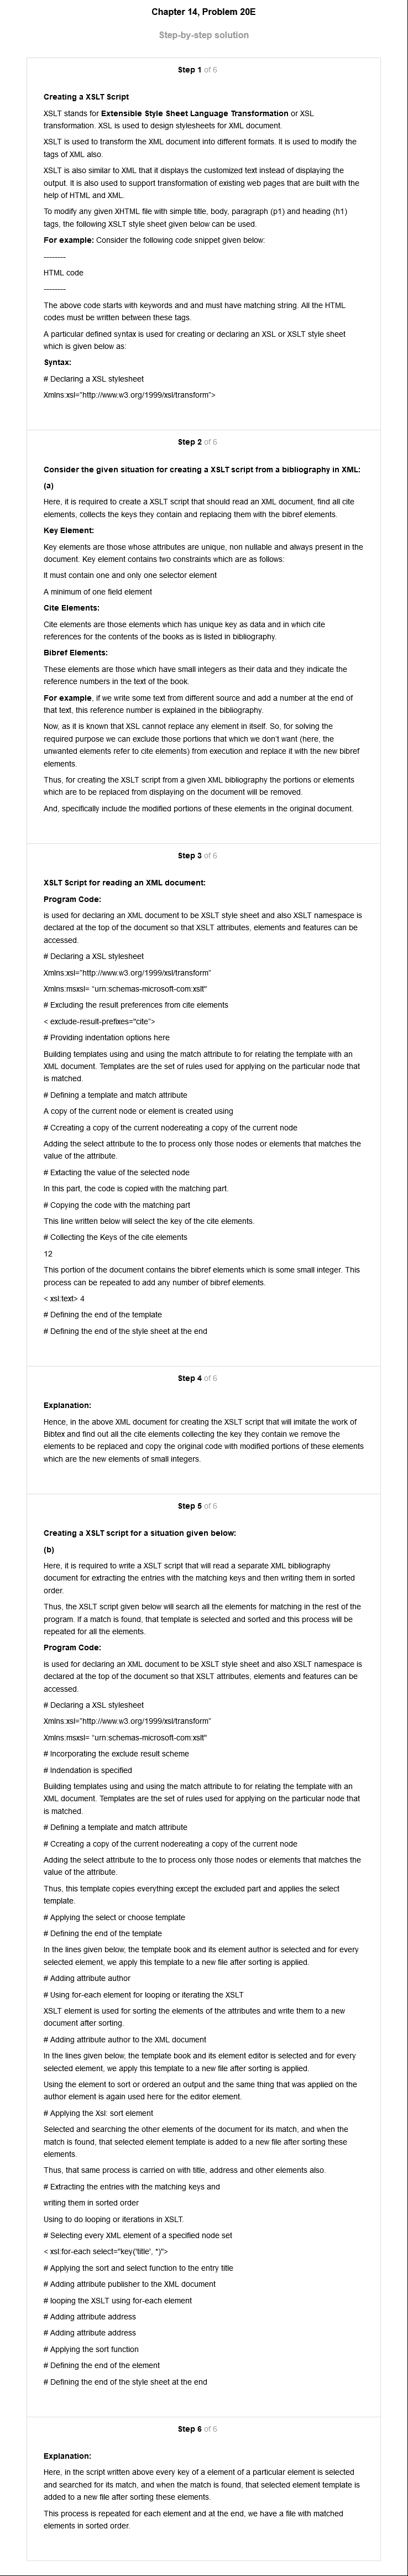 Chapter 14, Problem 20E
Step-by-step solution
Step 1 of 6
Creating a XSLT Script
XSLT stands for Extensible Style Sheet Language Transformation or XSL
transformation. XSL is used to design stylesheets for XML document.
XSLT is used to transform the XML document into different formats. It is used to modify the
tags of XML also.
XSLT is also similar to XML that it displays the customized text instead of displaying the
output. It is also used to support transformation of existing web pages that are built with the
help of HTML and XML.
To modify any given XHTML file with simple title, body, paragraph (p1) and heading (h1)
tags, the following XSLT style sheet given below can be used.
For example: Consider the following code snippet given below:
--------
HTML code
--------
The above code starts with keywords and and must have matching string. All the HTML
codes must be written between these tags.
A particular defined syntax is used for creating or declaring an XSL or XSLT style sheet
which is given below as:
Syntax:
# Declaring a XSL stylesheet
Xmlns:xsl="http://www.w3.org/1999/xsl/transform">
Step 2 of 6
Consider the given situation for creating a XSLT script from a bibliography in XML:
(a)
Here, it is required to create a XSLT script that should read an XML document, find all cite
elements, collects the keys they contain and replacing them with the bibref elements.
Key Element:
Key elements are those whose attributes are unique, non nullable and always present in the
document. Key element contains two constraints which are as follows:
It must contain one and only one selector element
A minimum of one field element
Cite Elements:
Cite elements are those elements which has unique key as data and in which cite
references for the contents of the books as is listed in bibliography.
Bibref Elements:
These elements are those which have small integers as their data and they indicate the
reference numbers in the text of the book.
For example, if we write some text from different source and add a number at the end of
that text, this reference number is explained in the bibliography.
Now, as it is known that XSL cannot replace any element in itself. So, for solving the
required purpose we can exclude those portions that which we don't want (here, the
unwanted elements refer to cite elements) from execution and replace it with the new bibref
elements.
Thus, for creating the XSLT script from a given XML bibliography the portions or elements
which are to be replaced from displaying on the document will be removed.
And, specifically include the modified portions of these elements in the original document.
Step 3 of 6
XSLT Script for reading an XML document:
Program Code:
is used for declaring an XML document to be XSLT style sheet and also XSLT namespace is
declared at the top of the document so that XSLT attributes, elements and features can be
accessed.
# Declaring a XSL stylesheet
Xmlns:xsl="http://www.w3.org/1999/xsl/transform"
Xmlns:msxsl= "urn:schemas-microsoft-com:xslt"
# Excluding the result preferences from cite elements
< exclude-result-prefixes="cite">
# Providing indentation options here
Building templates using and using the match attribute to for relating the template with an
XML document. Templates are the set of rules used for applying on the particular node that
is matched.
# Defining a template and match attribute
A copy of the current node or element is created using
# Ccreating a copy of the current nodereating a copy of the current node
Adding the select attribute to the to process only those nodes or elements that matches the
value of the attribute.
# Extacting the value of the selected node
In this part, the code is copied with the matching part.
# Copying the code with the matching part
This line written below will select the key of the cite elements.
# Collecting the Keys of the cite elements
12
This portion of the document contains the bibref elements which is some small integer. This
process can be repeated to add any number of bibref elements.
< xsl:text> 4
# Defining the end of the template
# Defining the end of the style sheet at the end
Step 4 of 6
Explanation:
Hence, in the above XML document for creating the XSLT script that will imitate the work of
Bibtex and find out all the cite elements collecting the key they contain we remove the
elements to be replaced and copy the original code with modified portions of these elements
which are the new elements of small integers.
Step 5 of 6
Creating a XSLT script for a situation given below:
(b)
Here, it is required to write a XSLT script that will read a separate XML bibliography
document for extracting the entries with the matching keys and then writing them in sorted
order.
Thus, the XSLT script given below will search all the elements for matching in the rest of the
program. If a match is found, that template is selected and sorted and this process will be
repeated for all the elements.
Program Code:
is used for declaring an XML document to be XSLT style sheet and also XSLT namespace is
declared at the top of the document so that XSLT attributes, elements and features can be
accessed.
# Declaring a XSL stylesheet
Xmlns:xsl="http://www.w3.org/1999/xsl/transform"
Xmlns:msxsl= "urn:schemas-microsoft-com:xslt"
# Incorporating the exclude result scheme
# Indendation is specified
Building templates using and using the match attribute to for relating the template with an
XML document. Templates are the set of rules used for applying on the particular node that
is matched.
# Defining a template and match attribute
# Ccreating a copy of the current nodereating a copy of the current node
Adding the select attribute to the to process only those nodes or elements that matches the
value of the attribute.
Thus, this template copies everything except the excluded part and applies the select
template.
# Applying the select or choose template
# Defining the end of the template
In the lines given below, the template book and its element author is selected and for every
selected element, we apply this template to a new file after sorting is applied.
# Adding attribute author
# Using for-each element for looping or iterating the XSLT
XSLT element is used for sorting the elements of the attributes and write them to a new
document after sorting.
# Adding attribute author to the XML document
In the lines given below, the template book and its element editor is selected and for every
selected element, we apply this template to a new file after sorting is applied.
Using the element to sort or ordered an output and the same thing that was applied on the
author element is again used here for the editor element.
# Applying the Xsl: sort element
Selected and searching the other elements of the document for its match, and when the
match is found, that selected element template is added to a new file after sorting these
elements.
Thus, that same process is carried on with title, address and other elements also.
# Extracting the entries with the matching keys and
writing them in sorted order
Using to do looping or iterations in XSLT.
# Selecting every XML element of a specified node set
< xsl:for-each select="key('title', *)">
# Applying the sort and select function to the entry title
# Adding attribute publisher to the XML document
# looping the XSLT using for-each element
# Adding attribute address
# Adding attribute address
# Applying the sort function
# Defining the end of the element
# Defining the end of the style sheet at the end
Step 6 of 6
Explanation:
Here, in the script written above every key of a element of a particular element is selected
and searched for its match, and when the match is found, that selected element template is
added to a new file after sorting these elements.
This process is repeated for each element and at the end, we have a file with matched
elements in sorted order.